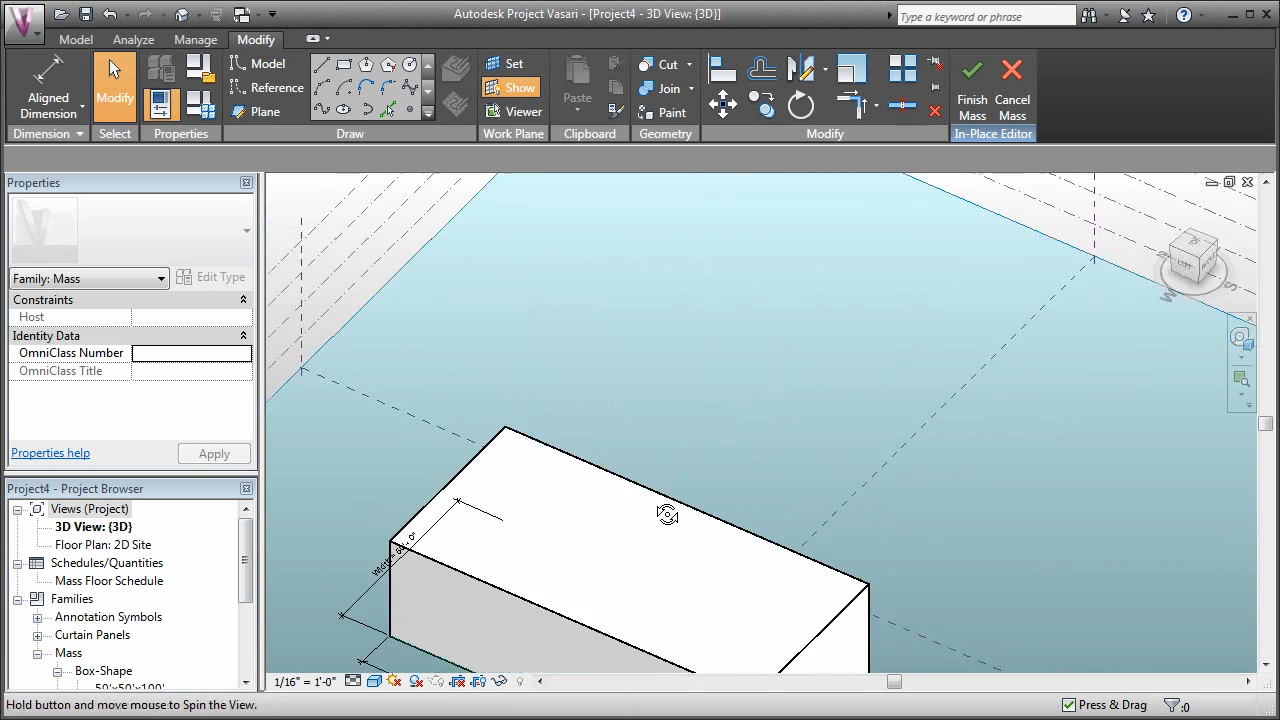 Autodesk Project Vasari - [Project4 - 3D View: {3D}]
Type a keyword or phrase
Model Analyze Manage Modify
Aligned
Dimension
Modify
Model
Reference
Plane
Set
Show
Viewer
Paste
Cut
Join
Paint
Finish
Mass
Cancel
Mass
Dimension Select Properties Draw Work Plane Clipboard Geometry Modify In-Place Editor
Properties
Family: Mass
Edit Type
Constraints
Host
Identity Data
OmniClass Number
OmniClass Title
Properties help
Apply
Project4 - Project Browser
Views (Project)
3D View: {3D}
Floor Plan: 2D Site
Schedules/Quantities
Mass Floor Schedule
Families
Annotation Symbols
Curtain Panels
Mass
Box-Shape
50'x50'x100'
LEFT
W
S
1/16" = 1'-0"
Hold button and move mouse to Spin the View.
Press & Drag
:0